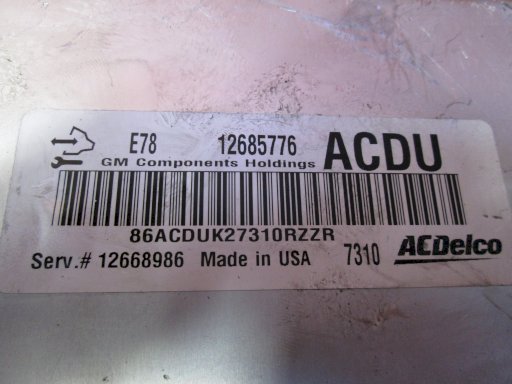 E78 12685776 ACDU
GM Components Holdings
86ACDUK27310RZZR
Serv.# 12668986 Made in USA 7310 ACDelco